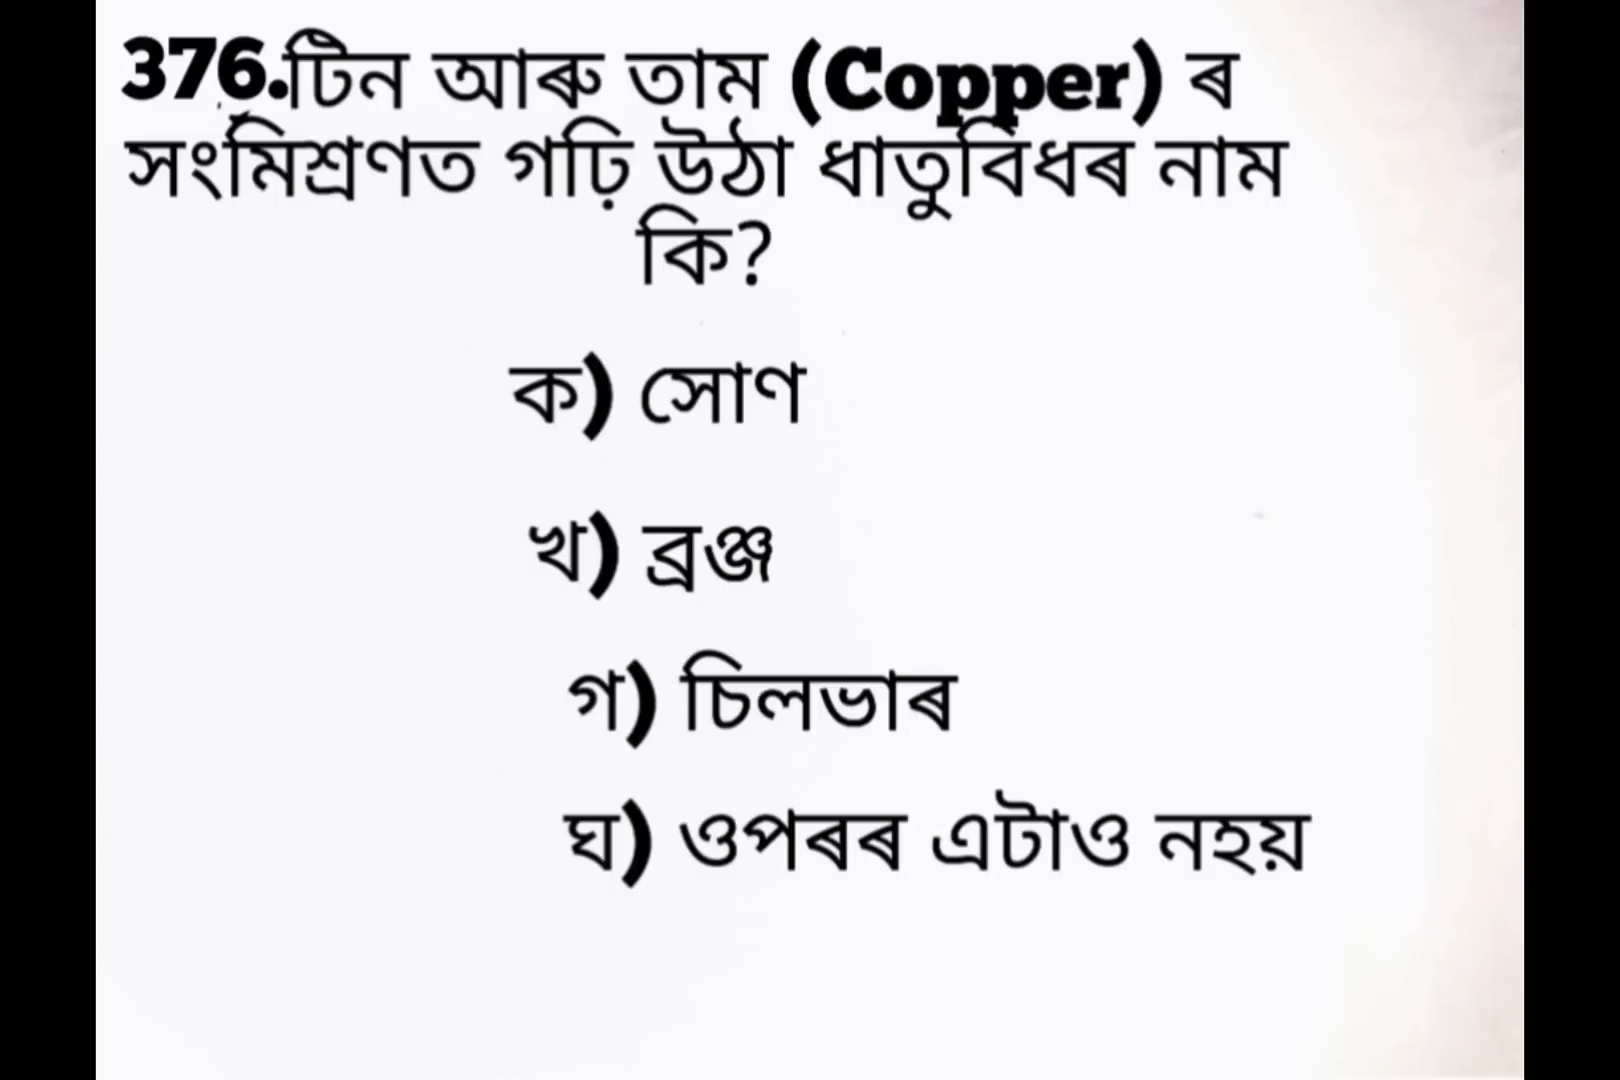 376.টিন আৰু তাম (Copper) ৰ
সংমিশ্ৰণত গঢ়ি উঠা ধাতুবিধৰ নাম
কি?
ক) সোণ
খ) ব্ৰঞ্জ
গ) চিলভাৰ
ঘ) ওপৰৰ এটাও নহয়